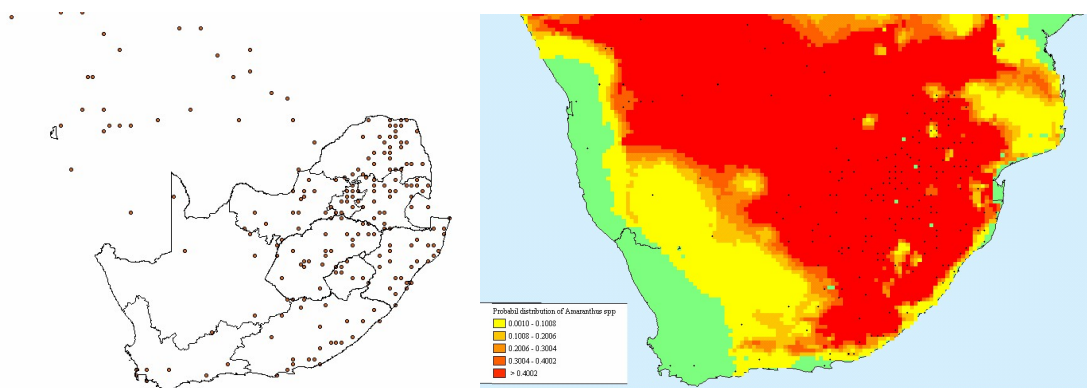 Probabil distribution of Amaranthus spp
0.0010 - 0.1008
0.1008 - 0.2006
0.2006 - 0.3004
0.3004 - 0.4002
> 0.4002